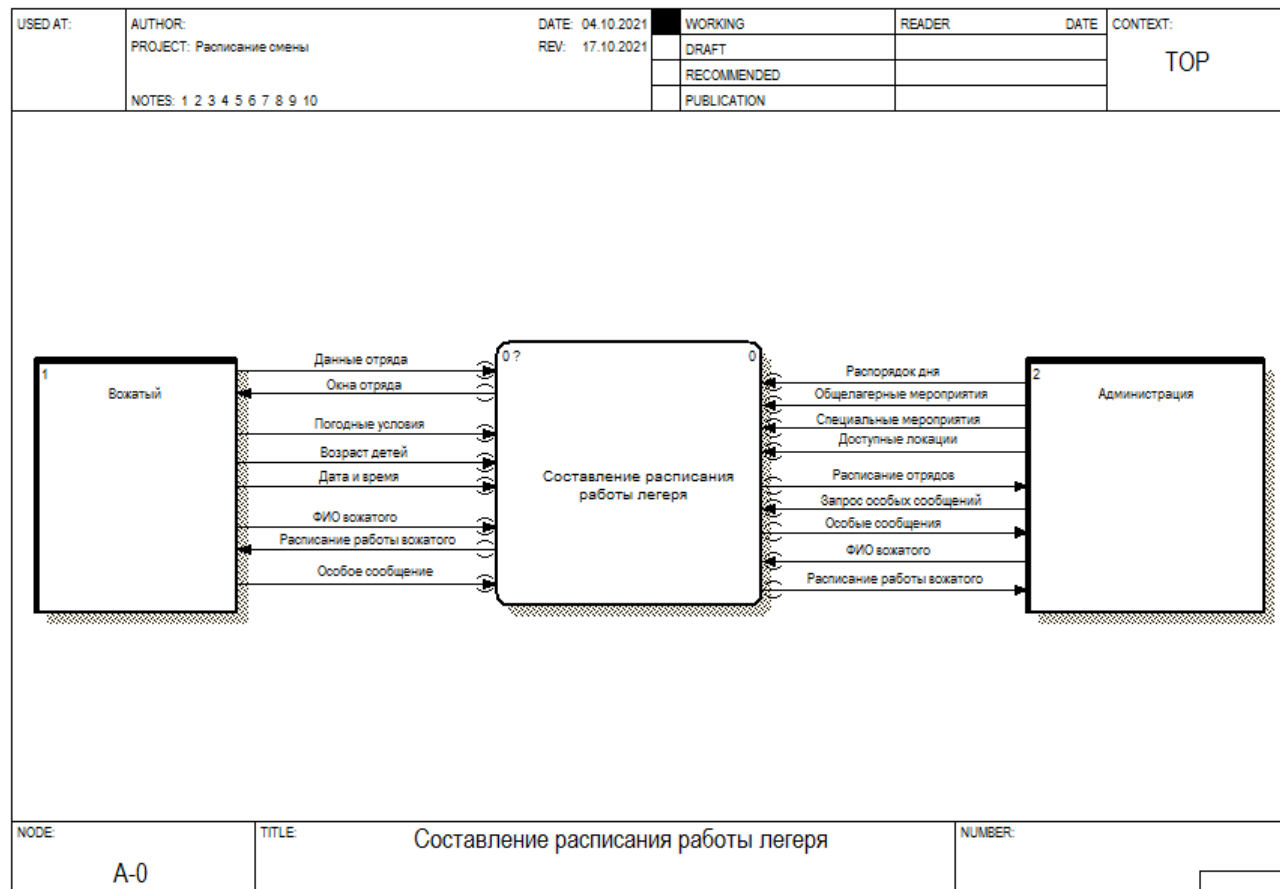 USED AT:
AUTHOR:
DATE: 04.10.2021
PROJECT: Расписание смены
REV: 17.10.2021
NOTES: 1 2 3 4 5 6 7 8 9 10
WORKING
DRAFT
RECOMMENDED
PUBLICATION
READER
DATE
CONTEXT:
TOP
1
Вожатый
Данные отряда
Окна отряда
Погодные условия
Возраст детей
Дата и время
ФИО вожатого
Расписание работы вожатого
Особое сообщение
0 ?
0
Составление расписания
работы легеря
Распорядок дня
Общелагерные мероприятия
Специальные мероприятия
Доступные локации
Расписание отрядов
Запрос особых сообщений
Особые сообщения
ФИО вожатого
Расписание работы вожатого
2
Администрация
NODE:
A-0
TITLE:
Составление расписания работы легеря
NUMBER: